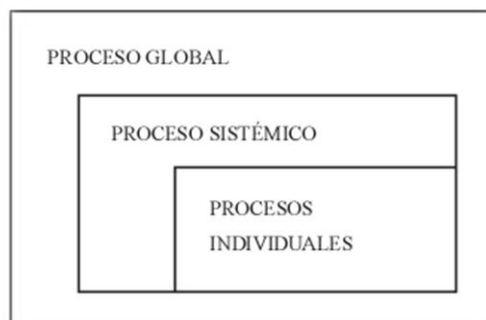 PROCESO GLOBAL
PROCESO SISTÉMICO
PROCESOS
INDIVIDUALES